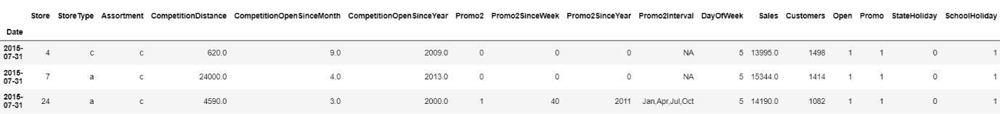 Store StoreType Assortment CompetitionDistance CompetitionOpenSinceMonth CompetitionOpenSinceYear Promo2 Promo2SinceWeek Promo2SinceYear Promo2Interval DayOfWeek Sales Customers Open Promo StateHoliday SchoolHoliday
Date
2015-07-31 4 c c 620.0 9.0 2009.0 0 0 0 NA 5 13995.0 1498 1 1 0 1
2015-07-31 7 a c 24000.0 4.0 2013.0 0 0 0 NA 5 15344.0 1414 1 1 0 1
2015-07-31 24 a c 4590.0 3.0 2000.0 1 40 2011 Jan,Apr,Jul,Oct 5 14190.0 1082 1 1 0 1